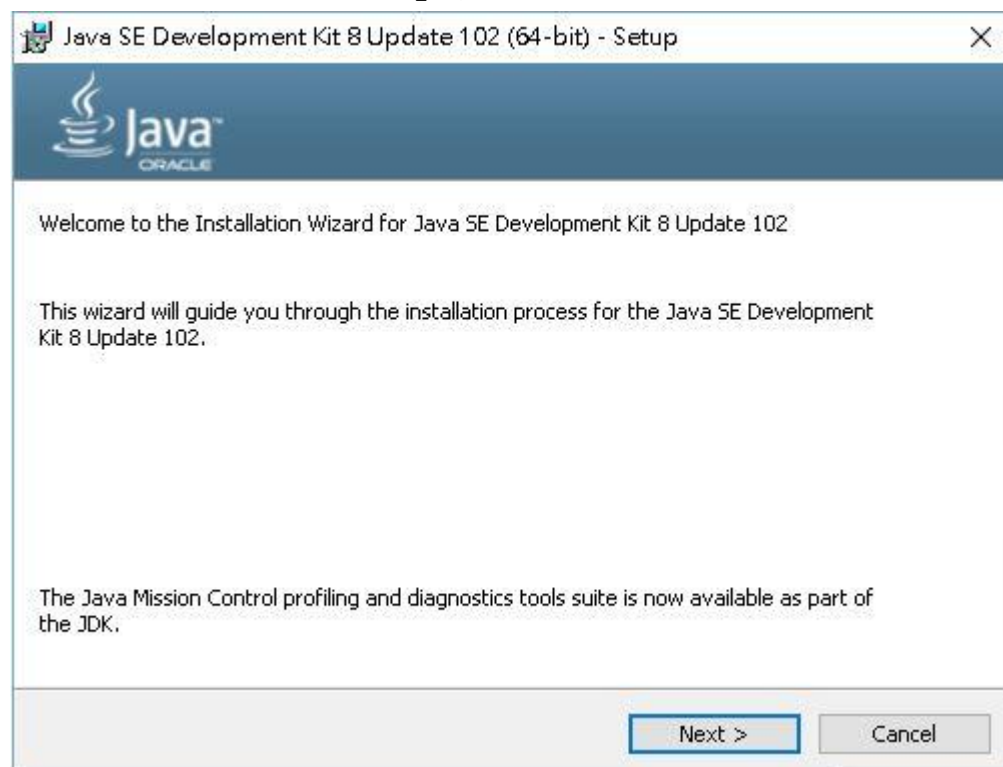 Java SE Development Kit 8 Update 102 (64-bit) - Setup
Java™
ORACLE
Welcome to the Installation Wizard for Java SE Development Kit 8 Update 102
This wizard will guide you through the installation process for the Java SE Development
Kit 8 Update 102.
The Java Mission Control profiling and diagnostics tools suite is now available as part of
the JDK.
Next >
Cancel